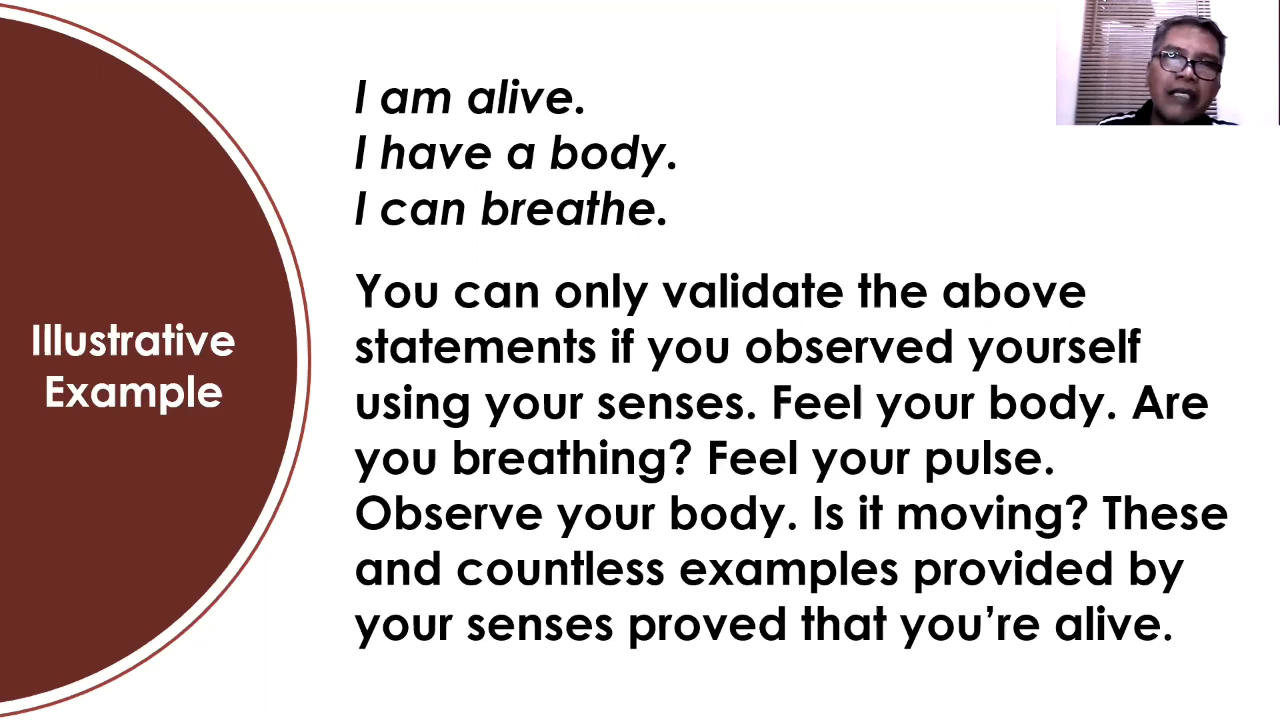 Illustrative
Example
I am alive.
I have a body.
I can breathe.
You can only validate the above
statements if you observed yourself
using your senses. Feel your body. Are
you breathing? Feel your pulse.
Observe your body. Is it moving? These
and countless examples provided by
your senses proved that you’re alive.